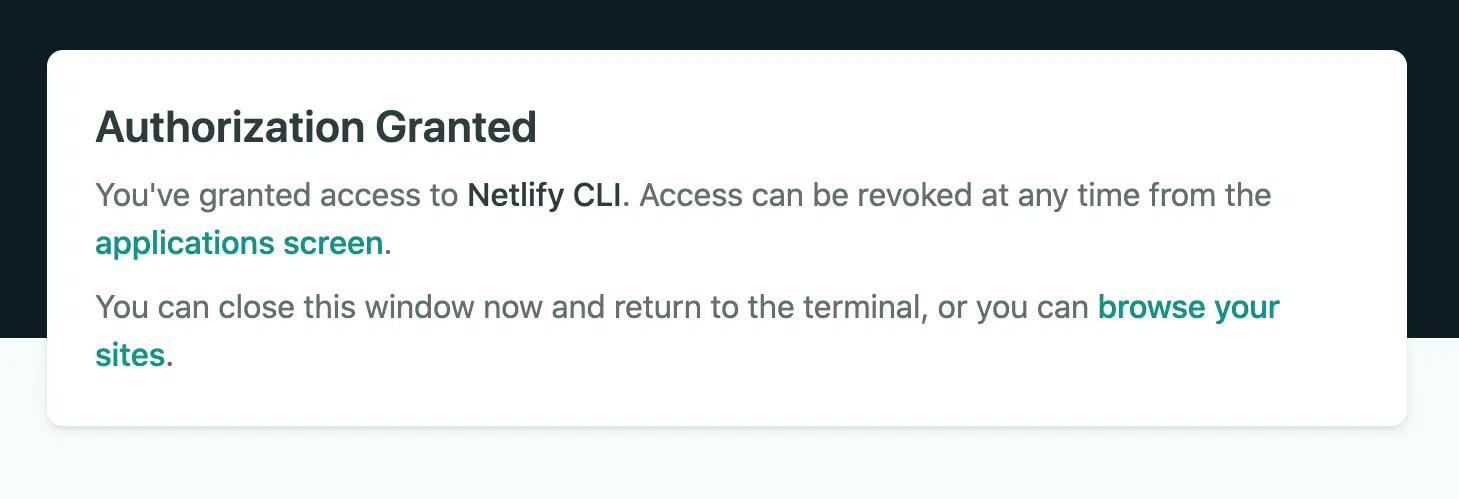 Authorization Granted
You've granted access to Netlify CLI. Access can be revoked at any time from the
applications screen.
You can close this window now and return to the terminal, or you can browse your
sites.